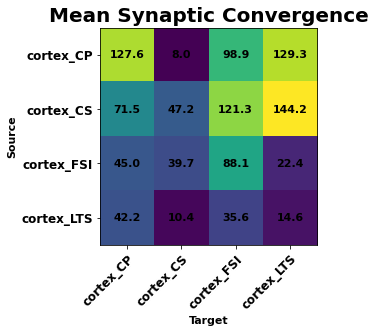 Mean Synaptic Convergence
cortex_CP 127.6 8.0 98.9 129.3
cortex_CS 71.5 47.2 121.3 144.2
Source
cortex_FSI 45.0 39.7 88.1 22.4
cortex_LTS 42.2 10.4 35.6 14.6
cortex_CP cortex_CS cortex_FSI cortex_LTS
Target